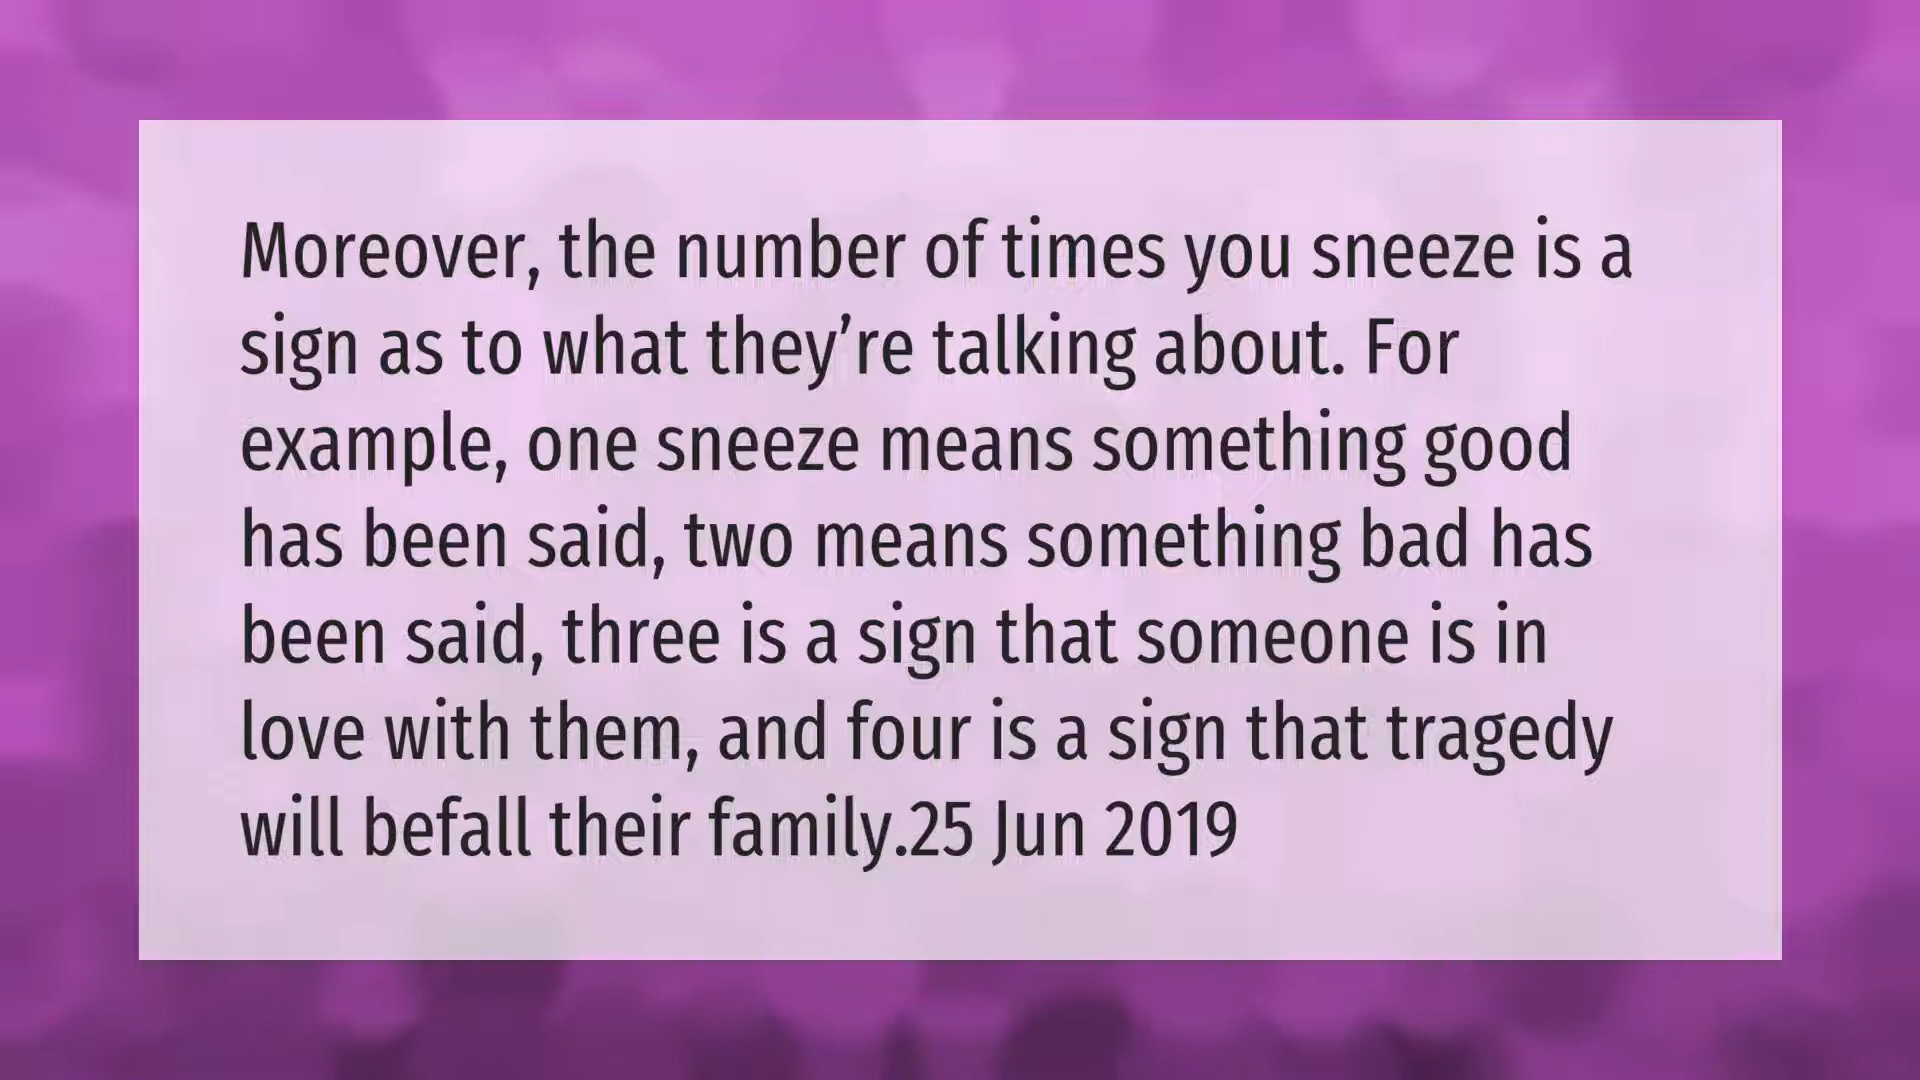 Moreover, the number of times you sneeze is a
sign as to what they’re talking about. For
example, one sneeze means something good
has been said, two means something bad has
been said, three is a sign that someone is in
love with them, and four is a sign that tragedy
will befall their family.25 Jun 2019